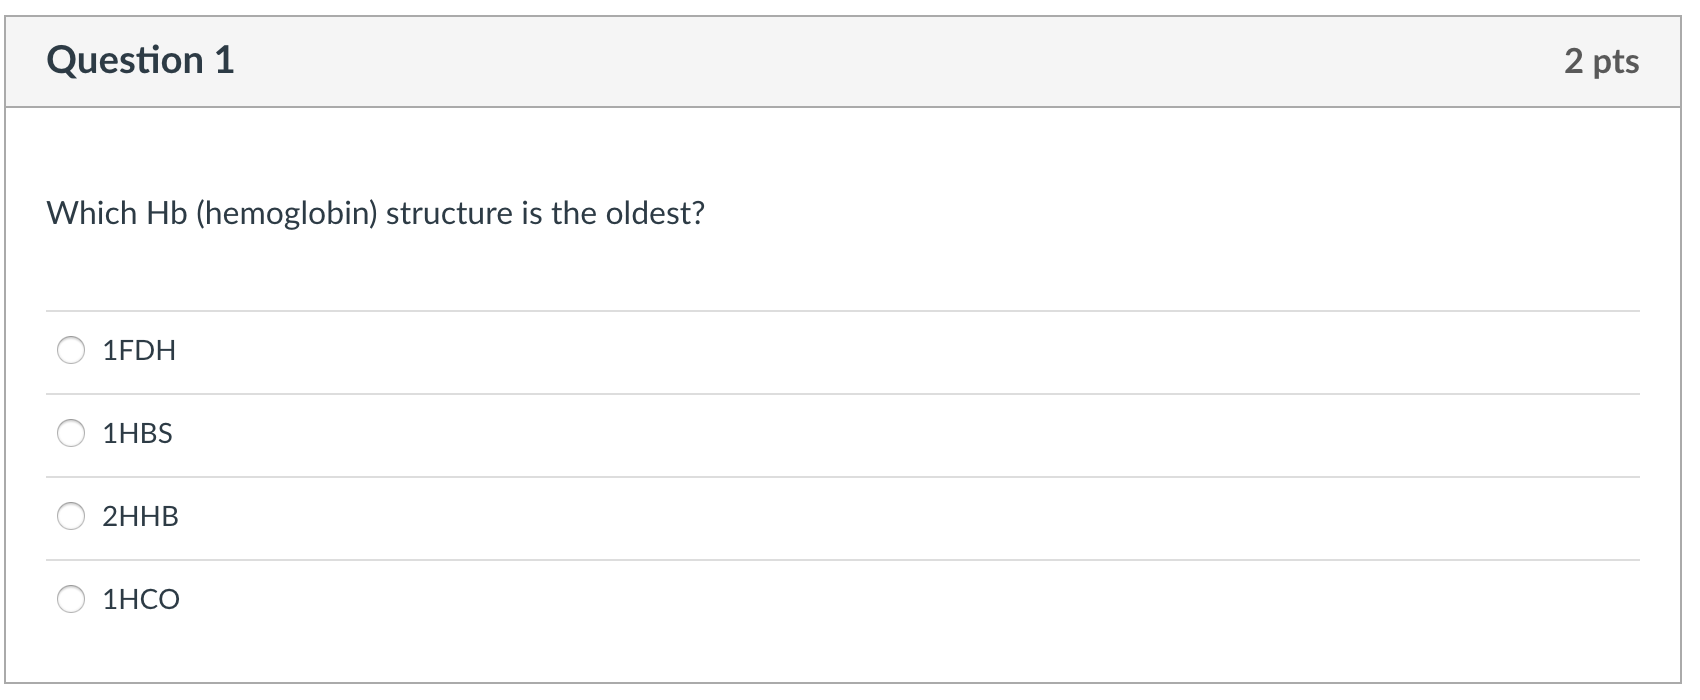 Question 1
2 pts
Which Hb (hemoglobin) structure is the oldest?
1FDH
1HBS
2HHB
1HCO